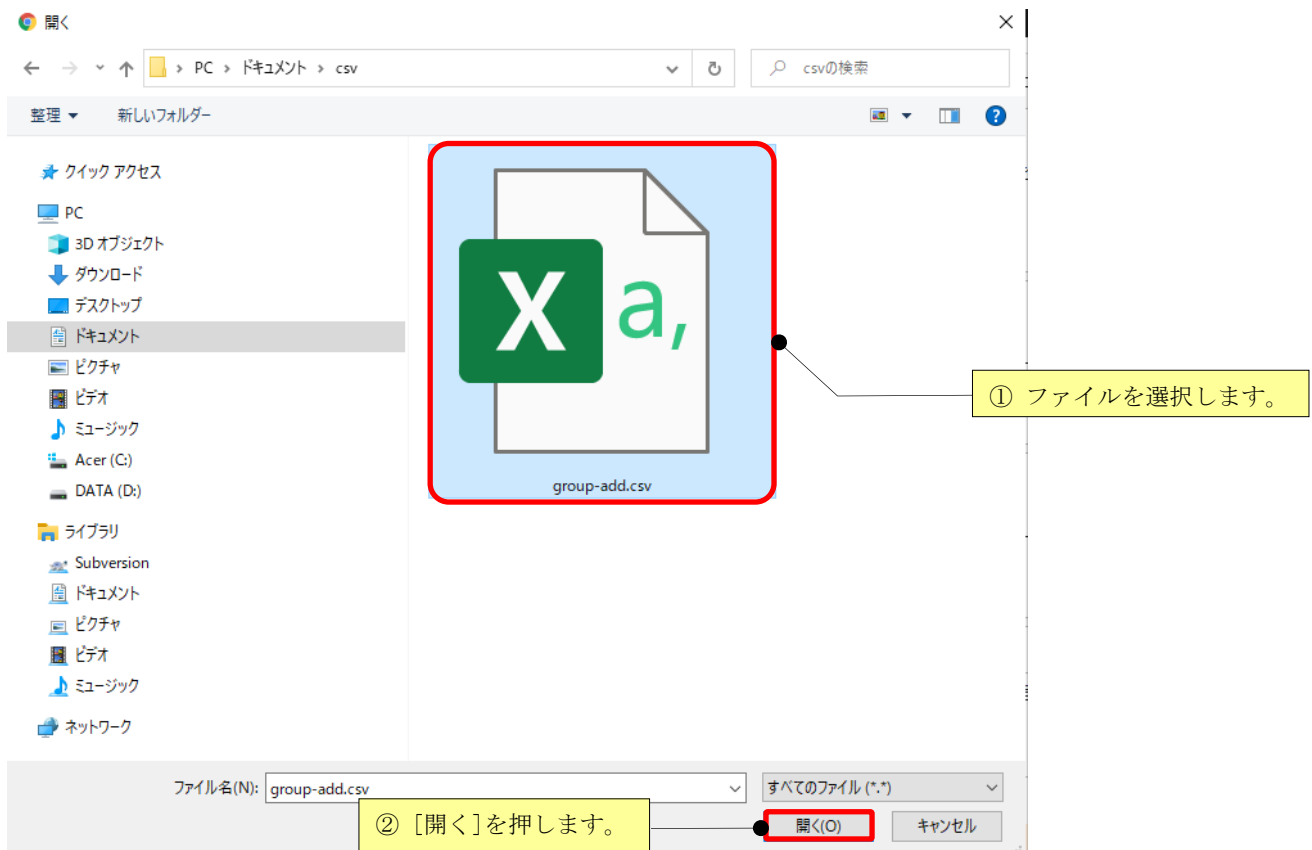 開く
PC › ドキュメント › csv
csvの検索
整理 新しいフォルダー
クイック アクセス
PC
3D オブジェクト
ダウンロード
デスクトップ
ドキュメント
ピクチャ
ビデオ
ミュージック
Acer (C:)
DATA (D:)
ライブラリ
Subversion
ドキュメント
ピクチャ
ビデオ
ミュージック
ネットワーク
X a,
group-add.csv
① ファイルを選択します。
ファイル名(N): group-add.csv
すべてのファイル (*.*)
② [開く]を押します。
開く(O) キャンセル